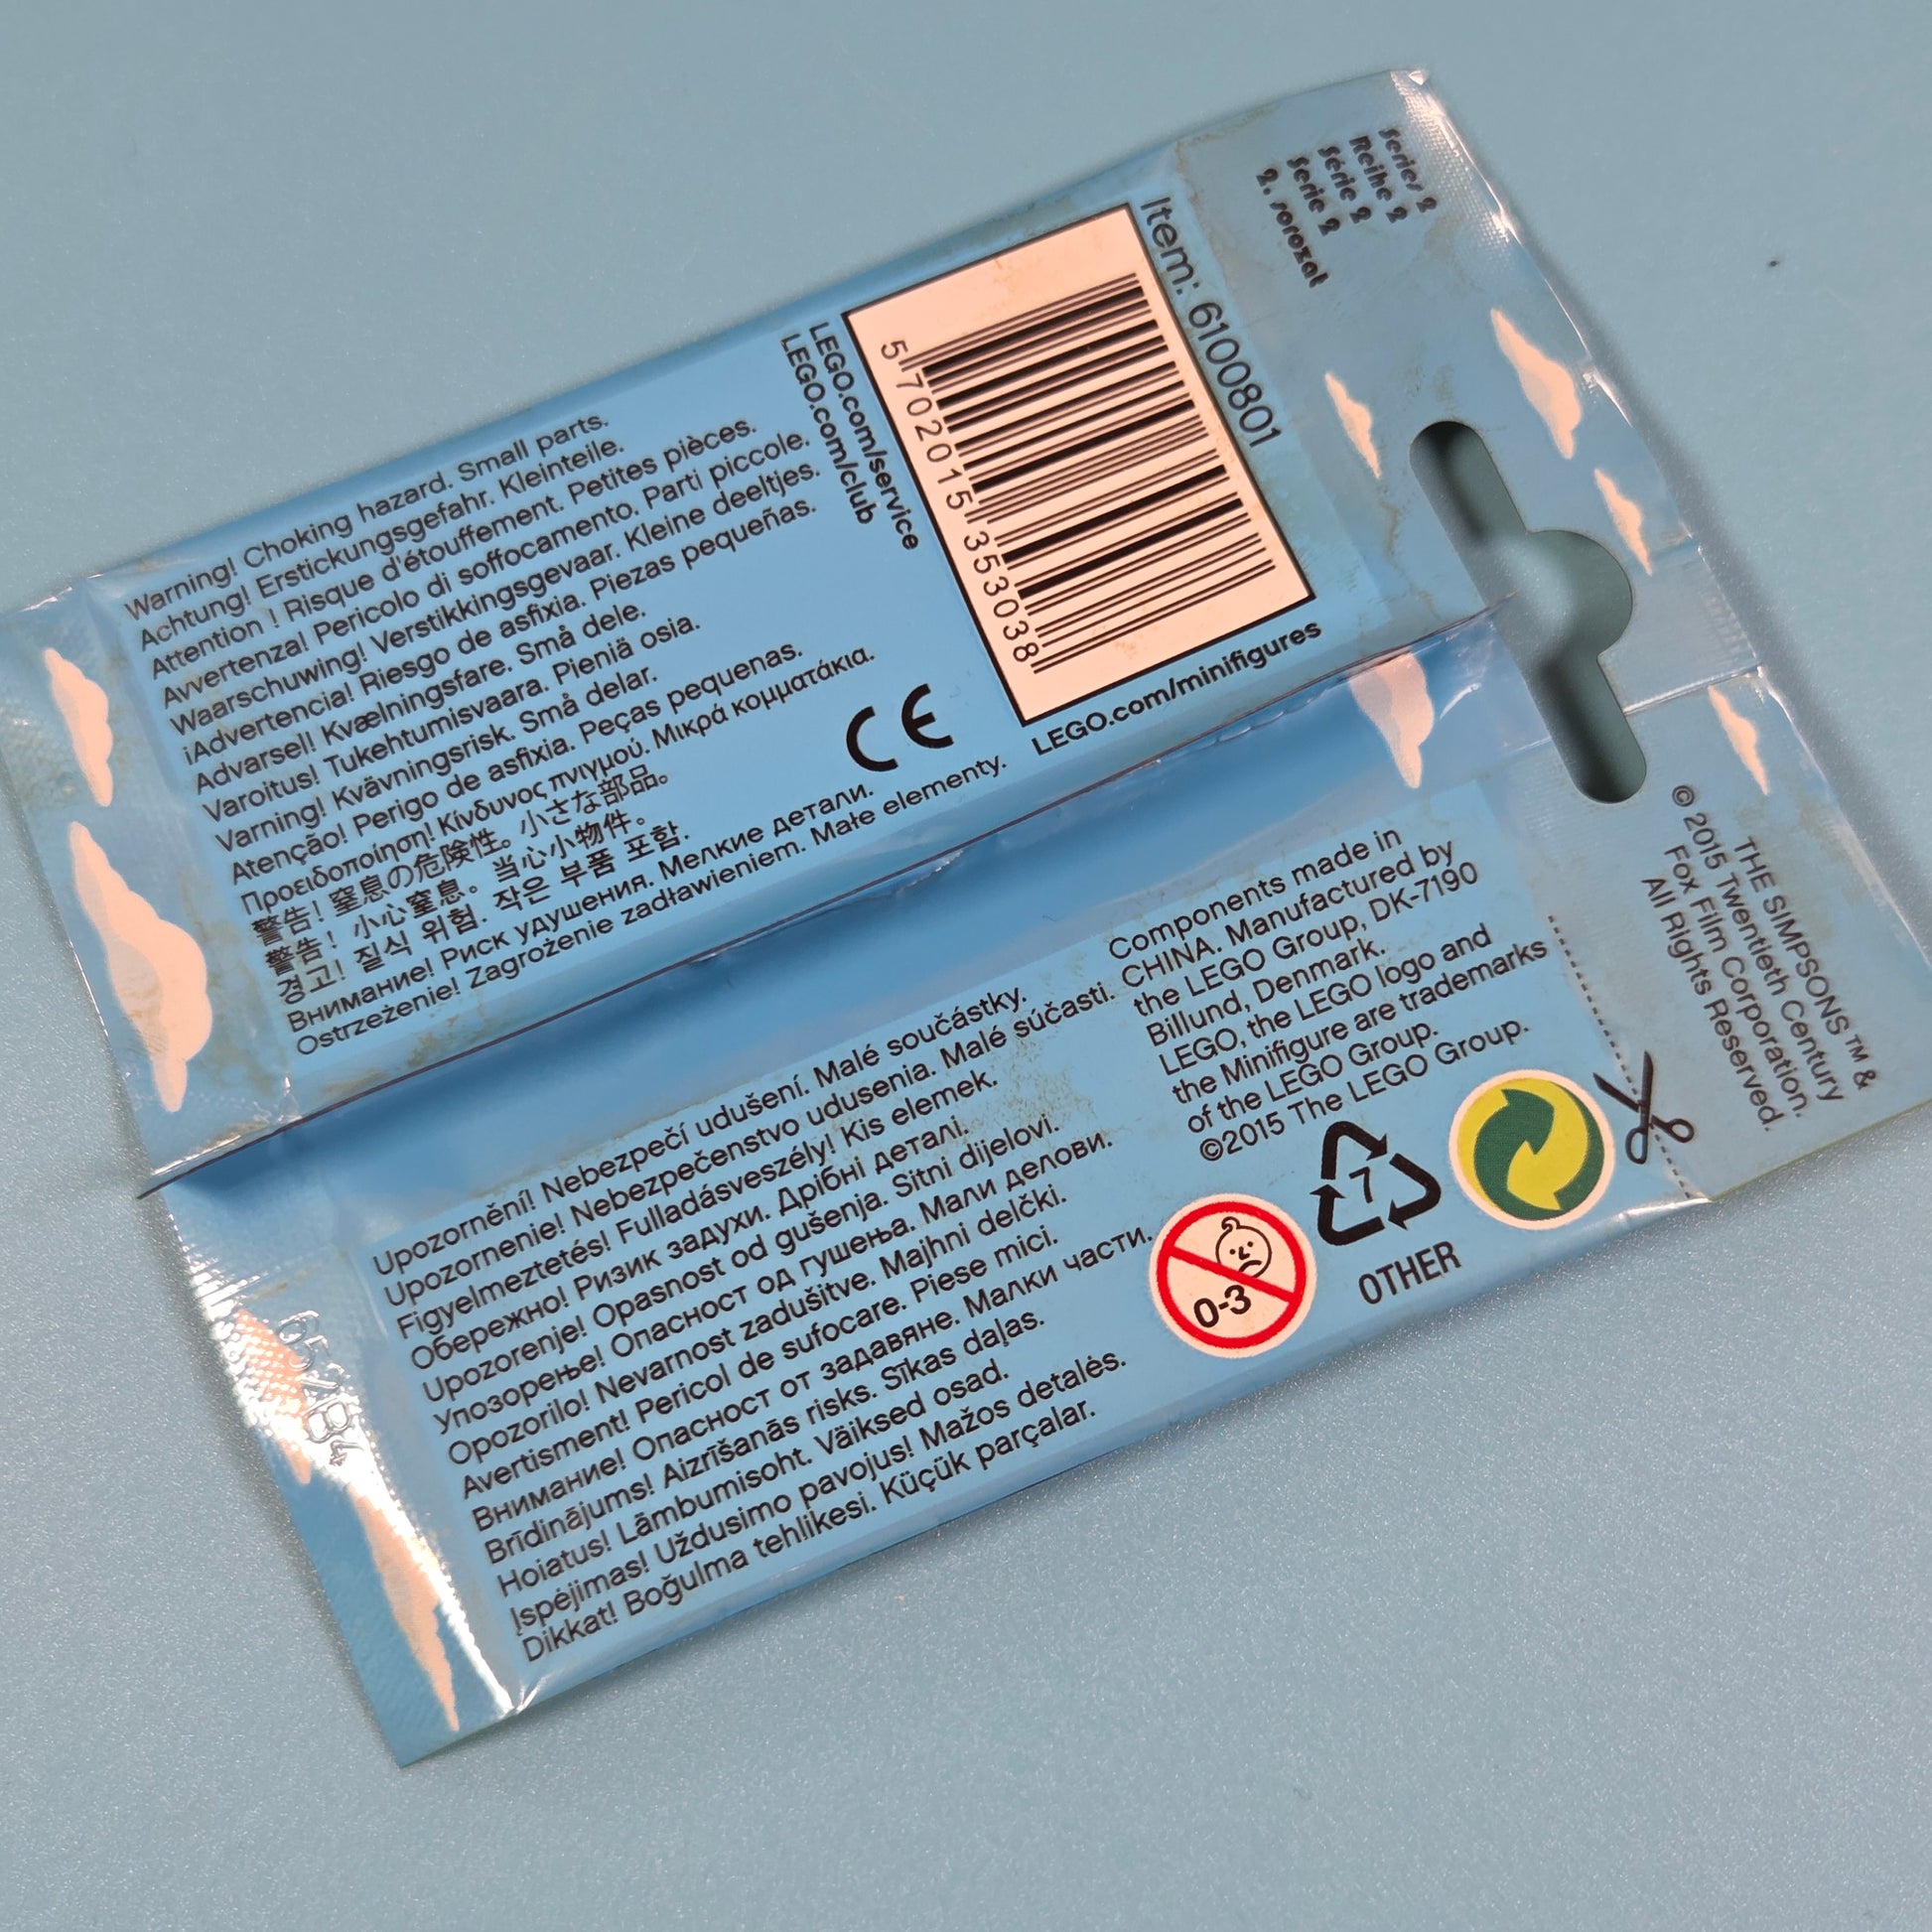 Series 2
Reihe 2
Série 2
Serie 2
2. sorozat
Item: 6100801
5 702015 353038
LEGO.com/minifigures
LEGO.com/service
LEGO.com/club
Warning! Choking hazard. Small parts.
Achtung! Erstickungsgefahr. Kleinteile.
Attention ! Risque d'étouffement. Petites pièces.
Avvertenza! Pericolo di soffocamento. Parti piccole.
Waarschuwing! Verstikkingsgevaar. Kleine deeltjes.
¡Advertencia! Riesgo de asfixia. Piezas pequeñas.
Advarsel! Kvælningsfare. Små dele.
Varoitus! Tukehtumisvaara. Pieniä osia.
Varning! Kvävningsrisk. Små delar.
Atenção! Perigo de asfixia. Peças pequenas.
Προειδοποίηση! Κίνδυνος πνιγμού. Μικρά κομματάκια.
警告! 窒息の危険性。小さな部品。
警告! 小心窒息。当心小物件。
경고! 질식 위험. 작은 부품 포함.
Внимание! Риск удушения. Мелкие детали.
Ostrzeżenie! Zagrożenie zadławieniem. Małe elementy.
CE
Upozornění! Nebezpečí udušení. Malé součástky.
Upozornenie! Nebezpečenstvo udusenia. Malé súčasti.
Figyelmeztetés! Fulladásveszély! Kis elemek.
Обережно! Ризик задухи. Дрібні деталі.
Upozorenje! Opasnost od gušenja. Sitni dijelovi.
Упозорење! Опасност од гушења. Мали делови.
Opozorilo! Nevarnost zadušitve. Majhni delčki.
Avertisment! Pericol de sufocare. Piese mici.
Внимание! Опасност от задавяне. Малки части.
Brīdinājums! Aizrīšanās risks. Sīkas daļas.
Hoiatus! Lämbumisoht. Väiksed osad.
Įspėjimas! Uždusimo pavojus! Mažos detalės.
Dikkat! Boğulma tehlikesi. Küçük parçalar.
Components made in
CHINA. Manufactured by
the LEGO Group, DK-7190
Billund, Denmark.
LEGO, the LEGO logo and
the Minifigure are trademarks
of the LEGO Group.
©2015 The LEGO Group.
0-3
7
OTHER
THE SIMPSONS ™ &
© 2015 Twentieth Century
Fox Film Corporation.
All Rights Reserved.
652B4